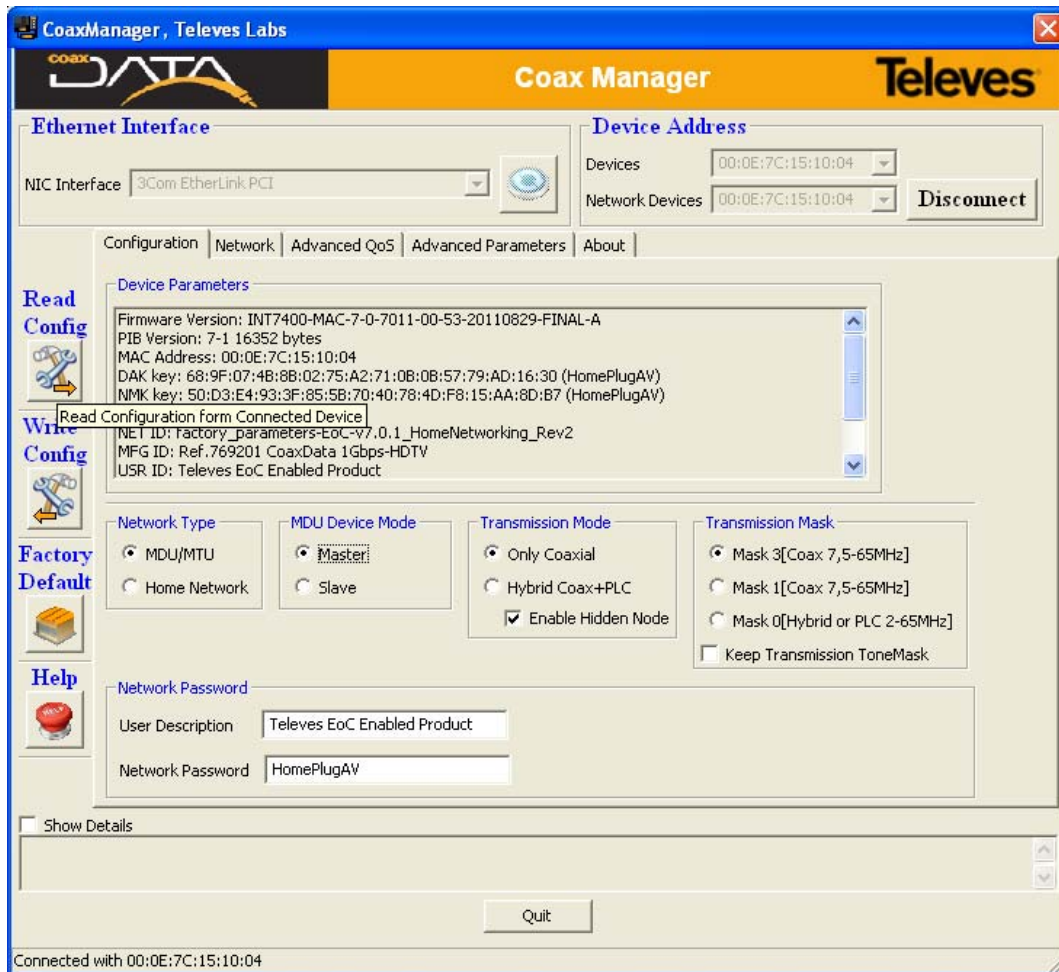 CoaxManager , Televes Labs
coax
DATA
Coax Manager
Televes
Ethernet Interface
NIC Interface 3Com EtherLink PCI
Device Address
Devices 00:0E:7C:15:10:04
Network Devices 00:0E:7C:15:10:04
Disconnect
Configuration Network Advanced QoS Advanced Parameters About
Read
Config
Write
Config
Factory
Default
Help
HELP
Device Parameters
Firmware Version: INT7400-MAC-7-0-7011-00-53-20110829-FINAL-A
PIB Version: 7-1 16352 bytes
MAC Address: 00:0E:7C:15:10:04
DAK key: 68:9F:07:4B:8B:02:75:A2:71:0B:0B:57:79:AD:16:30 (HomePlugAV)
NMK key: 50:D3:E4:93:3F:85:5B:70:40:78:4D:F8:15:AA:8D:B7 (HomePlugAV)
Read Configuration form Connected Device
NET ID: factory_parameters-EoC-v7.0.1_HomeNetworking_Rev2
MFG ID: Ref.769201 CoaxData 1Gbps-HDTV
USR ID: Televes EoC Enabled Product
Network Type
MDU/MTU
Home Network
MDU Device Mode
Master
Slave
Transmission Mode
Only Coaxial
Hybrid Coax+PLC
Enable Hidden Node
Transmission Mask
Mask 3[Coax 7,5-65MHz]
Mask 1[Coax 7,5-65MHz]
Mask 0[Hybrid or PLC 2-65MHz]
Keep Transmission ToneMask
Network Password
User Description Televes EoC Enabled Product
Network Password HomePlugAV
Show Details
Quit
Connected with 00:0E:7C:15:10:04